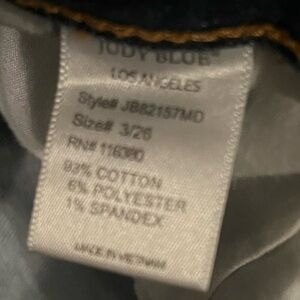 JUDY BLUE
LOS ANGELES
Style# JB82157MD
Size# 3/26
RN# 116380
93% COTTON
6% POLYESTER
1% SPANDEX
MADE IN VIETNAM